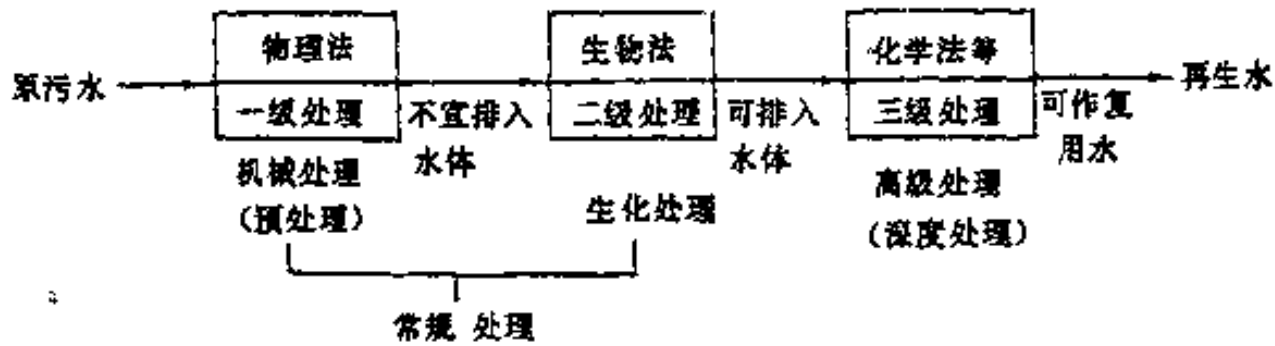 物理法
生物法
化学法等
原污水
再生水
一级处理
不宜排入
水体
二级处理
可排入
水体
三级处理
可作复
用水
机械处理
(预处理)
生化处理
高级处理
(深度处理)
常规 处理